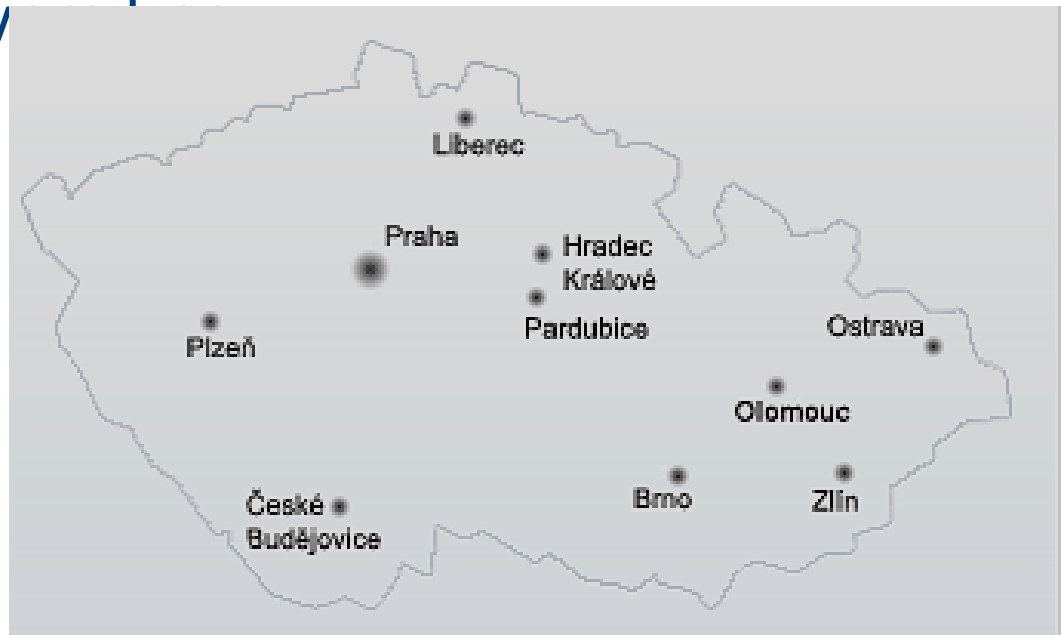 Liberec
Praha
Hradec
Králové
Pardubice
Plzeň
Ostrava
Olomouc
Brno
Zlín
České
Budějovice